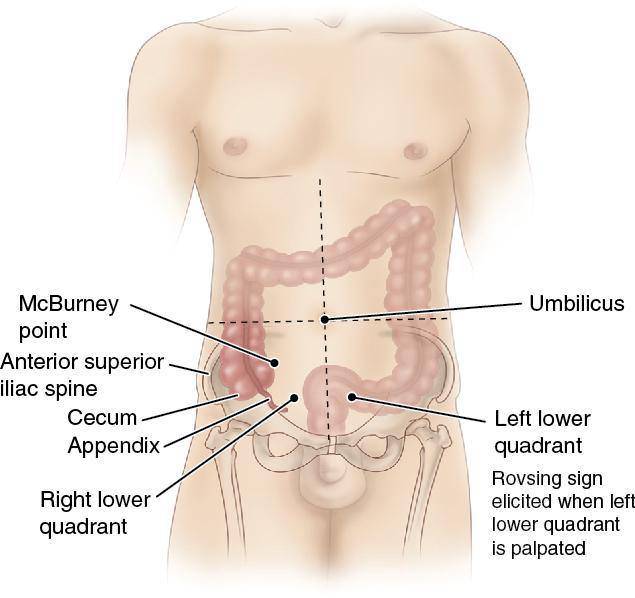 McBurney
point
Anterior superior
iliac spine
Cecum
Appendix
Right lower
quadrant
Umbilicus
Left lower
quadrant
Rovsing sign
elicited when left
lower quadrant
is palpated